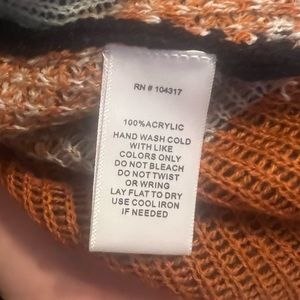 RN # 104317
100%ACRYLIC
HAND WASH COLD
WITH LIKE
COLORS ONLY
DO NOT BLEACH
DO NOT TWIST
OR WRING
LAY FLAT TO DRY
USE COOL IRON
IF NEEDED